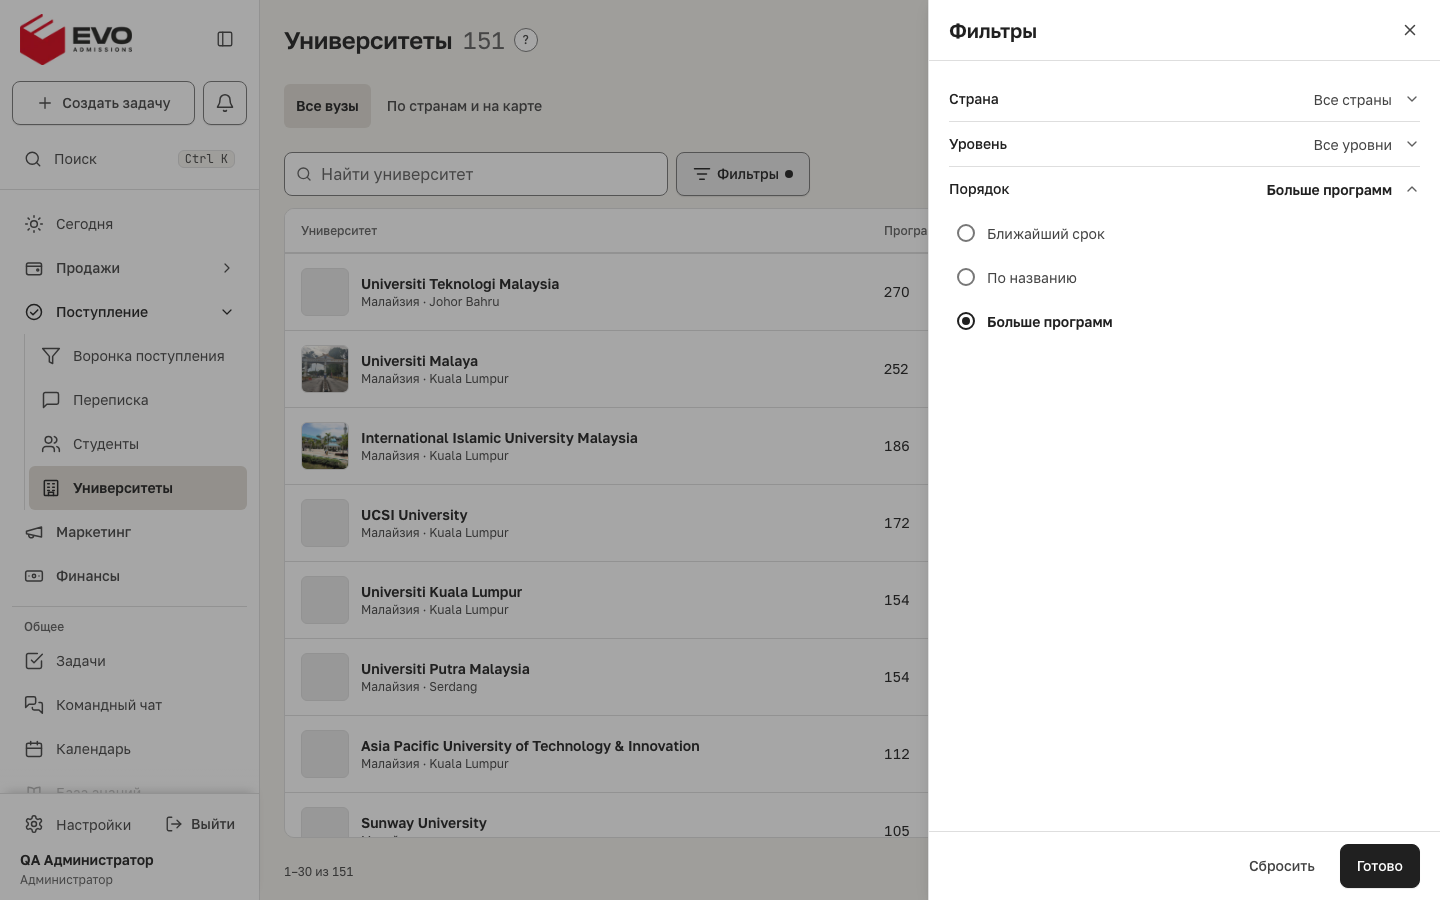 EVO
ADMISSIONS
Создать задачу
Поиск
Ctrl K
Сегодня
Продажи
Поступление
Воронка поступления
Переписка
Студенты
Университеты
Маркетинг
Финансы
Общее
Задачи
Командный чат
Календарь
База знаний
Настройки
Выйти
QA Администратор
Администратор
Университеты 151 ?
Все вузы
По странам и на карте
Найти университет
Фильтры
Университет
Програ
Universiti Teknologi Malaysia
Малайзия · Johor Bahru
270
Universiti Malaya
Малайзия · Kuala Lumpur
252
International Islamic University Malaysia
Малайзия · Kuala Lumpur
186
UCSI University
Малайзия · Kuala Lumpur
172
Universiti Kuala Lumpur
Малайзия · Kuala Lumpur
154
Universiti Putra Malaysia
Малайзия · Serdang
154
Asia Pacific University of Technology & Innovation
Малайзия · Kuala Lumpur
112
Sunway University
105
1–30 из 151
Фильтры
Страна
Все страны
Уровень
Все уровни
Порядок
Больше программ
Ближайший срок
По названию
Больше программ
Сбросить
Готово